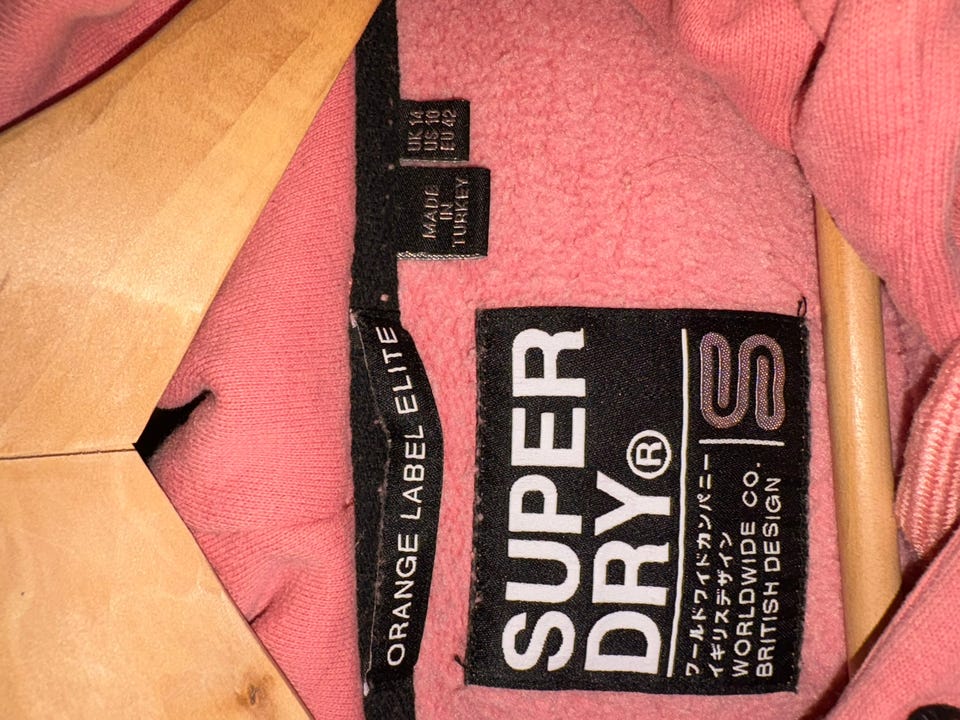 UK 14
US 10
EU 42
MADE
IN
TURKEY
ORANGE LABEL ELITE
SUPER
DRY®
ワールドワイドカンパニー
イギリスデザイン
WORLDWIDE CO.
BRITISH DESIGN